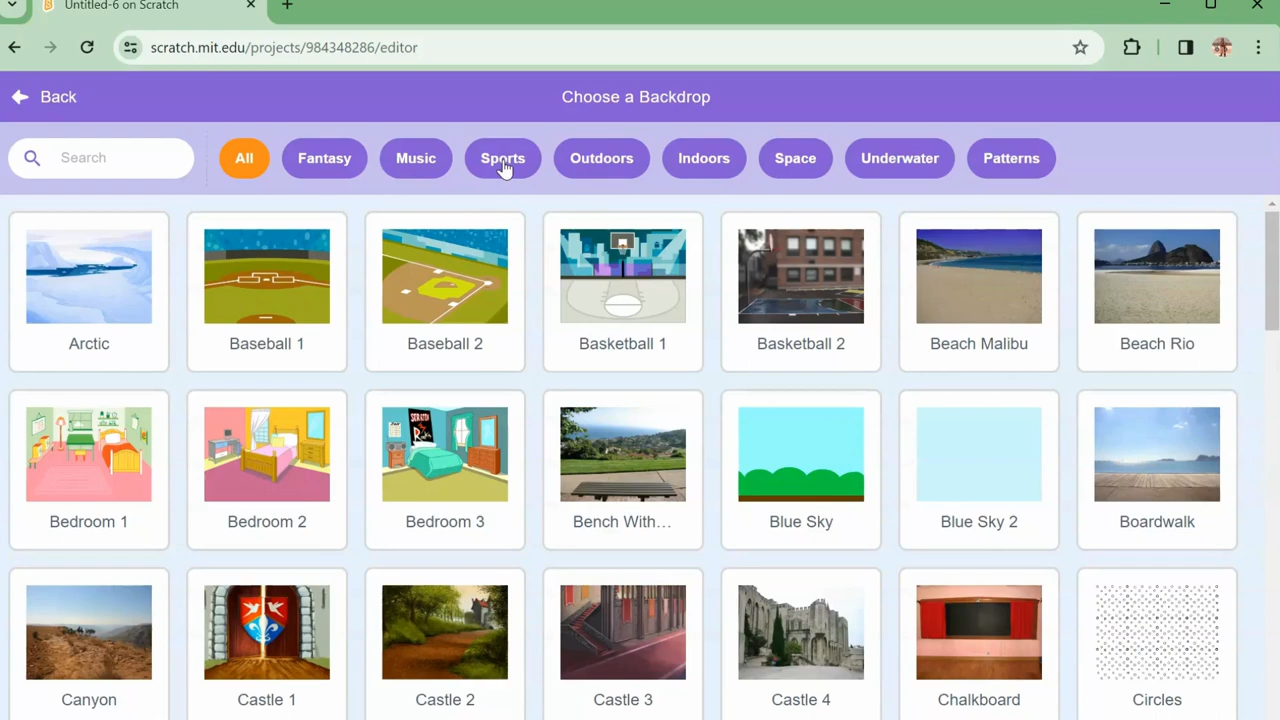 Untitled-6 on Scratch
scratch.mit.edu/projects/984348286/editor
Back
Choose a Backdrop
Search
All
Fantasy
Music
Sports
Outdoors
Indoors
Space
Underwater
Patterns
Arctic
Baseball 1
Baseball 2
Basketball 1
Basketball 2
Beach Malibu
Beach Rio
Bedroom 1
Bedroom 2
Bedroom 3
Bench With...
Blue Sky
Blue Sky 2
Boardwalk
Canyon
Castle 1
Castle 2
Castle 3
Castle 4
Chalkboard
Circles